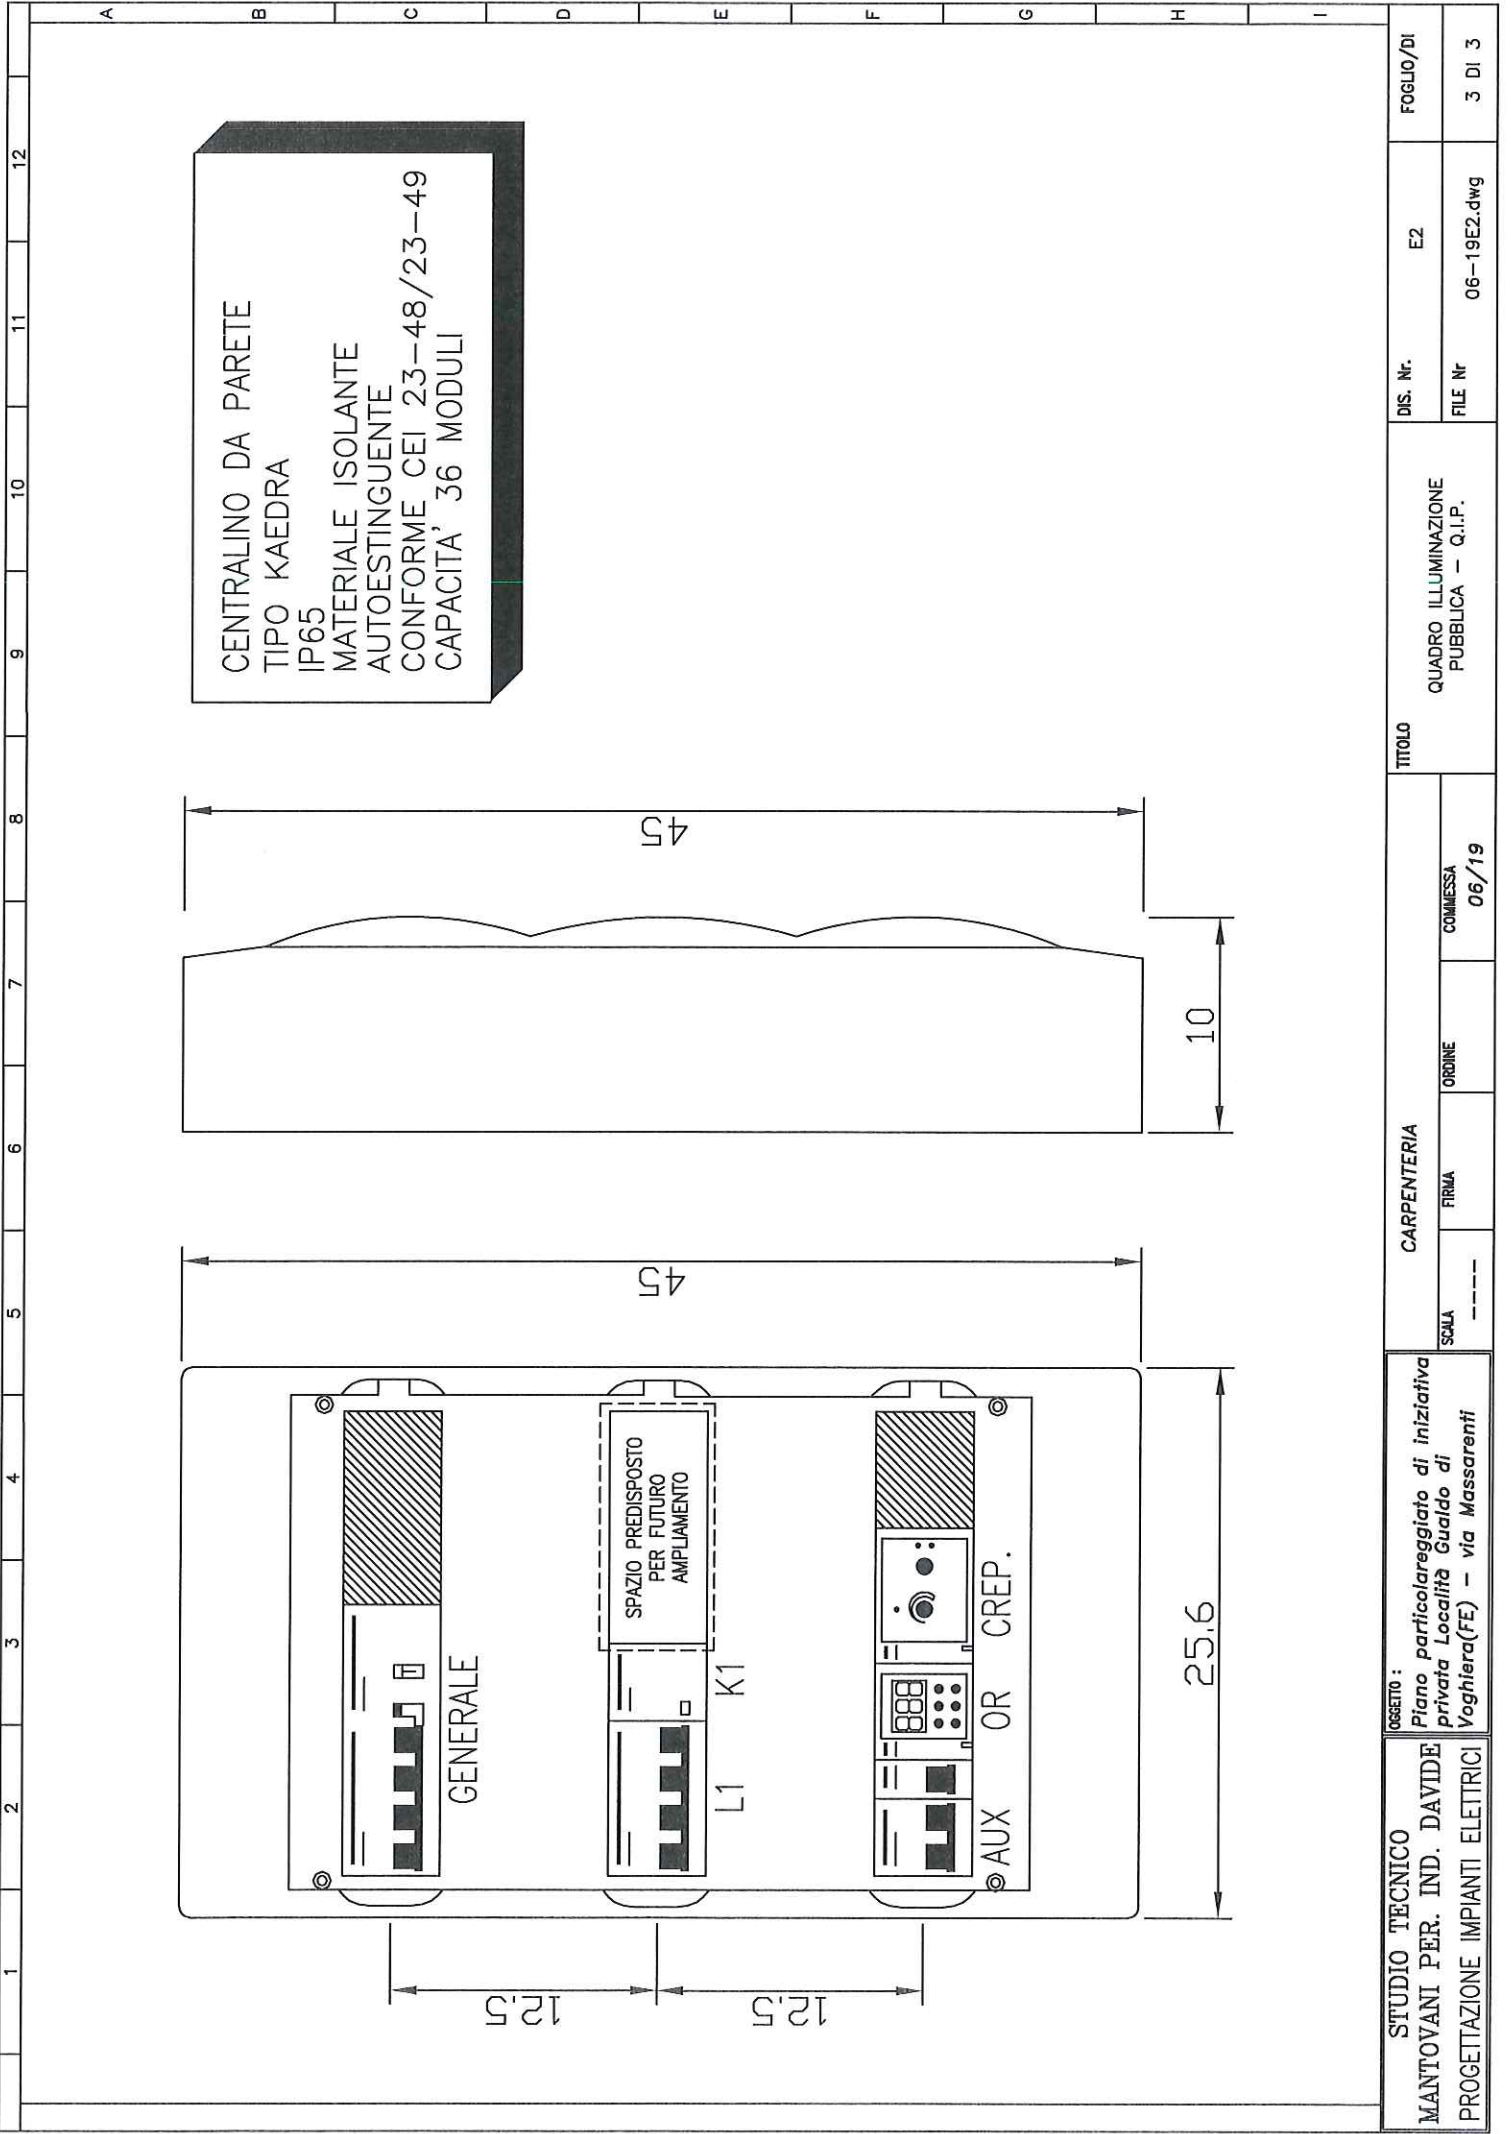 1 2 3 4 5 6 7 8 9 10 11 12
A
B
C
D
E
F
G
H
I
CENTRALINO DA PARETE
TIPO KAEDRA
IP65
MATERIALE ISOLANTE
AUTOESTINGUENTE
CONFORME CEI 23-48/23-49
CAPACITA' 36 MODULI
GENERALE
SPAZIO PREDISPOSTO
PER FUTURO
AMPLIAMENTO
L1 K1
AUX OR CREP.
12.5
12.5
25.6
45
45
10
STUDIO TECNICO
MANTOVANI PER. IND. DAVIDE
PROGETTAZIONE IMPIANTI ELETTRICI
OGGETTO :
Piano particolareggiato di iniziativa
privata Località Gualdo di
Voghiera(FE) - via Massarenti
CARPENTERIA
SCALA
----
FIRMA
ORDINE
COMMESSA
06/19
TITOLO
QUADRO ILLUMINAZIONE
PUBBLICA - Q.I.P.
DIS. Nr.
E2
FILE Nr
06-19E2.dwg
FOGLIO/DI
3 DI 3